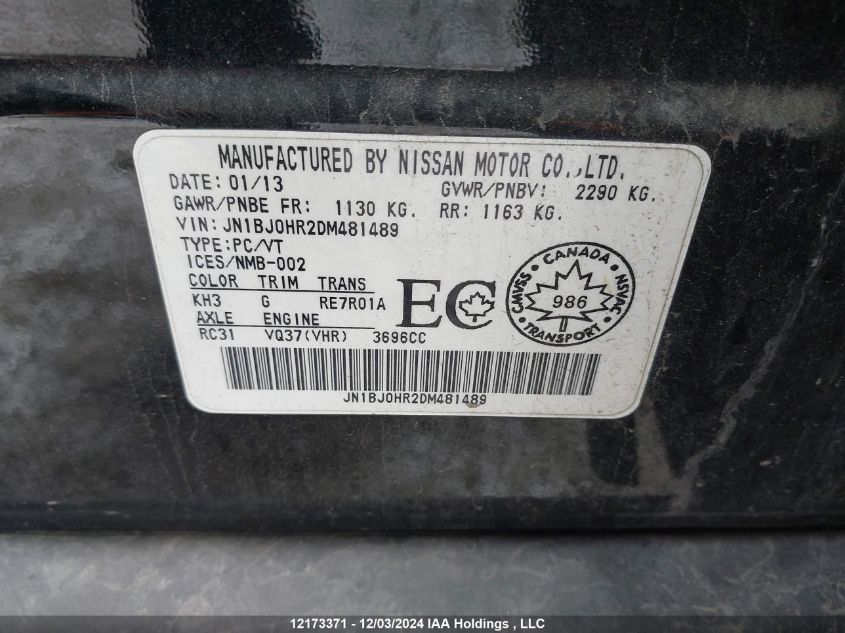 MANUFACTURED BY NISSAN MOTOR CO.,LTD.
DATE: 01/13 GVWR/PNBV: 2290 KG.
GAWR/PNBE FR: 1130 KG. RR: 1163 KG.
VIN: JN1BJ0HR2DM481489
TYPE:PC/VT
ICES/NMB-002
COLOR TRIM TRANS
KH3 G RE7R01A
AXLE ENGINE
RC31 VQ37(VHR) 3696CC
EC
CANADA
CMVSS
986
NSVAC
TRANSPORT
JN1BJ0HR2DM481489
12173371 - 12/03/2024 IAA Holdings , LLC